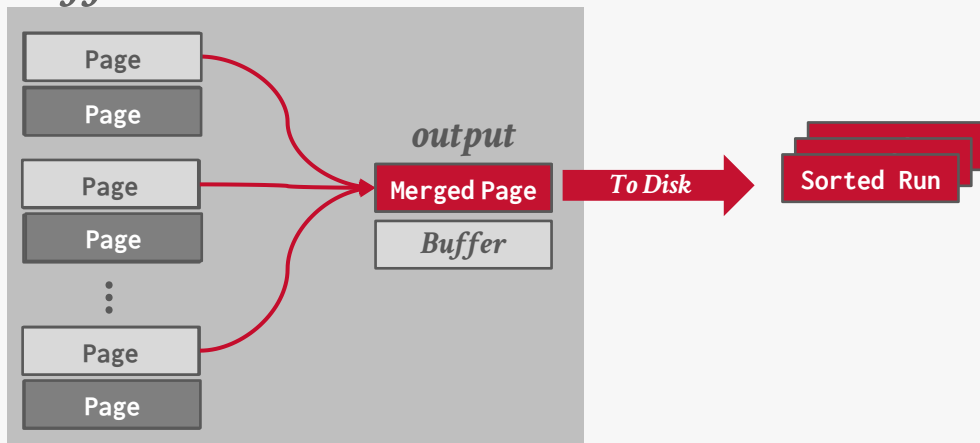 Page
Page
output
Page
Merged Page
To Disk
Sorted Run
Page
Buffer
Page
Page